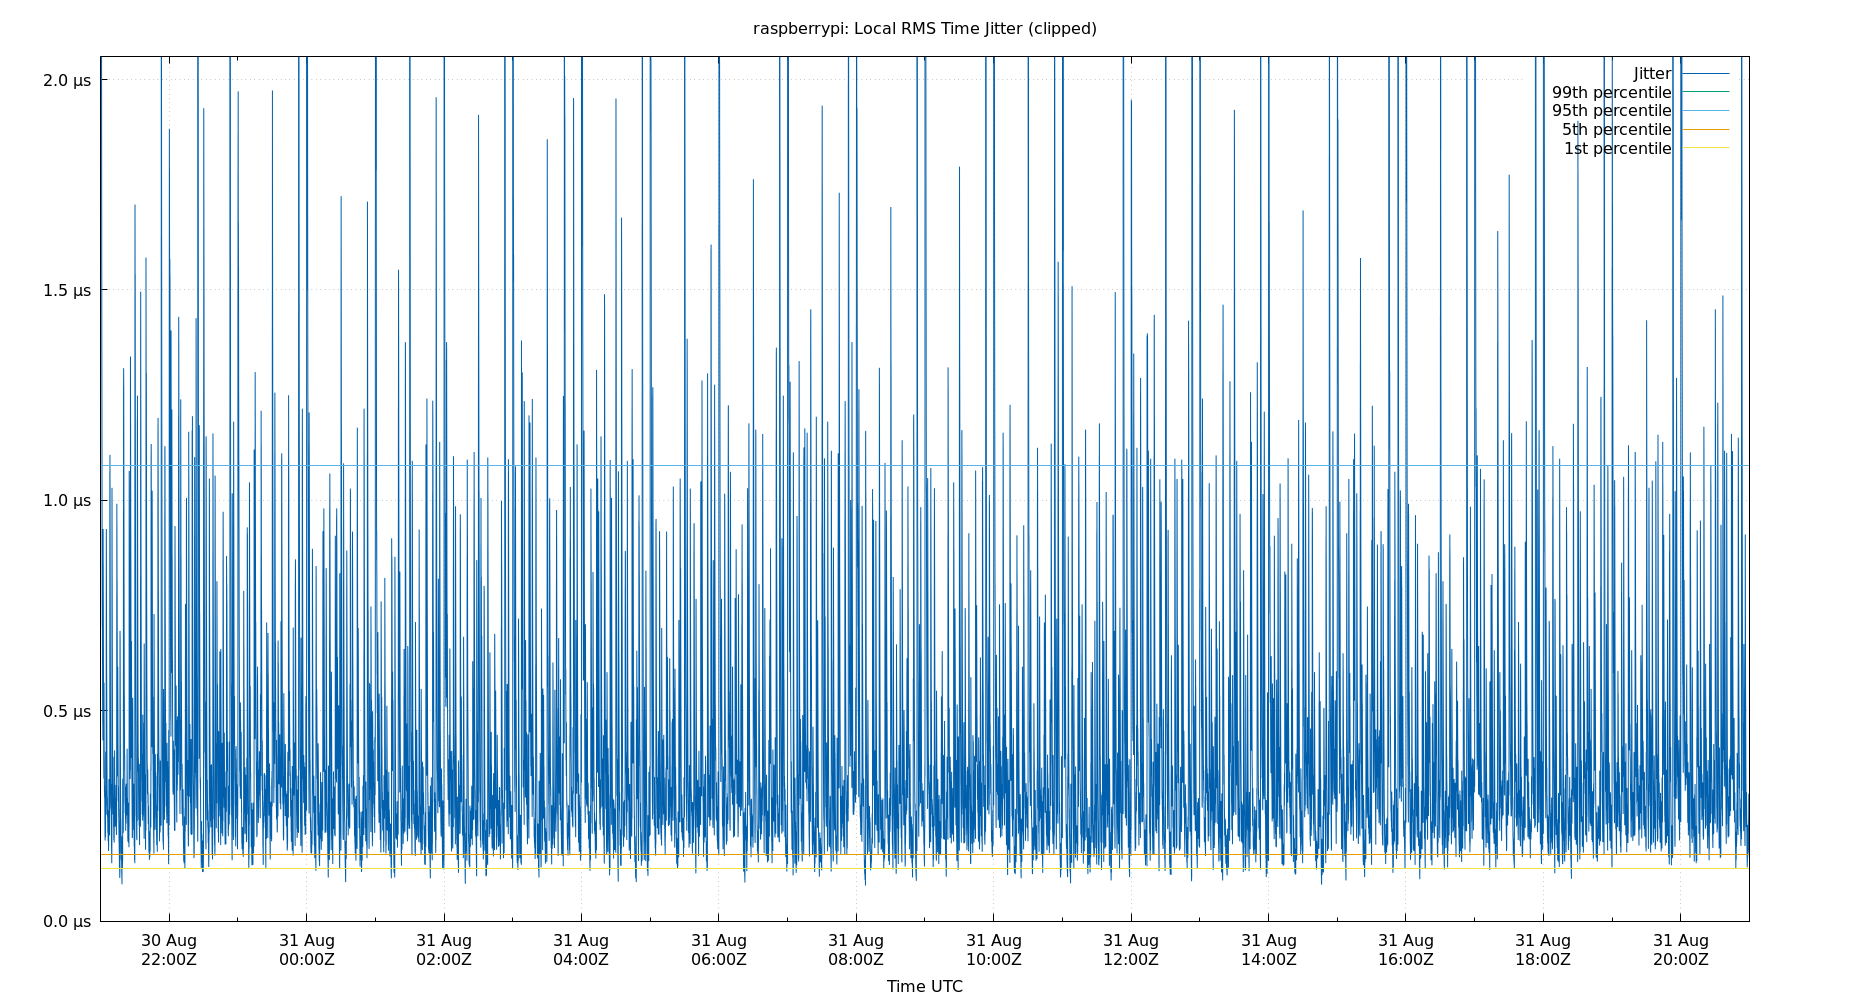 raspberrypi: Local RMS Time Jitter (clipped)
2.0 µs
1.5 µs
1.0 µs
0.5 µs
0.0 µs
Jitter
99th percentile
95th percentile
5th percentile
1st percentile
30 Aug 31 Aug 31 Aug 31 Aug 31 Aug 31 Aug 31 Aug 31 Aug 31 Aug 31 Aug 31 Aug 31 Aug
22:00Z 00:00Z 02:00Z 04:00Z 06:00Z 08:00Z 10:00Z 12:00Z 14:00Z 16:00Z 18:00Z 20:00Z
Time UTC